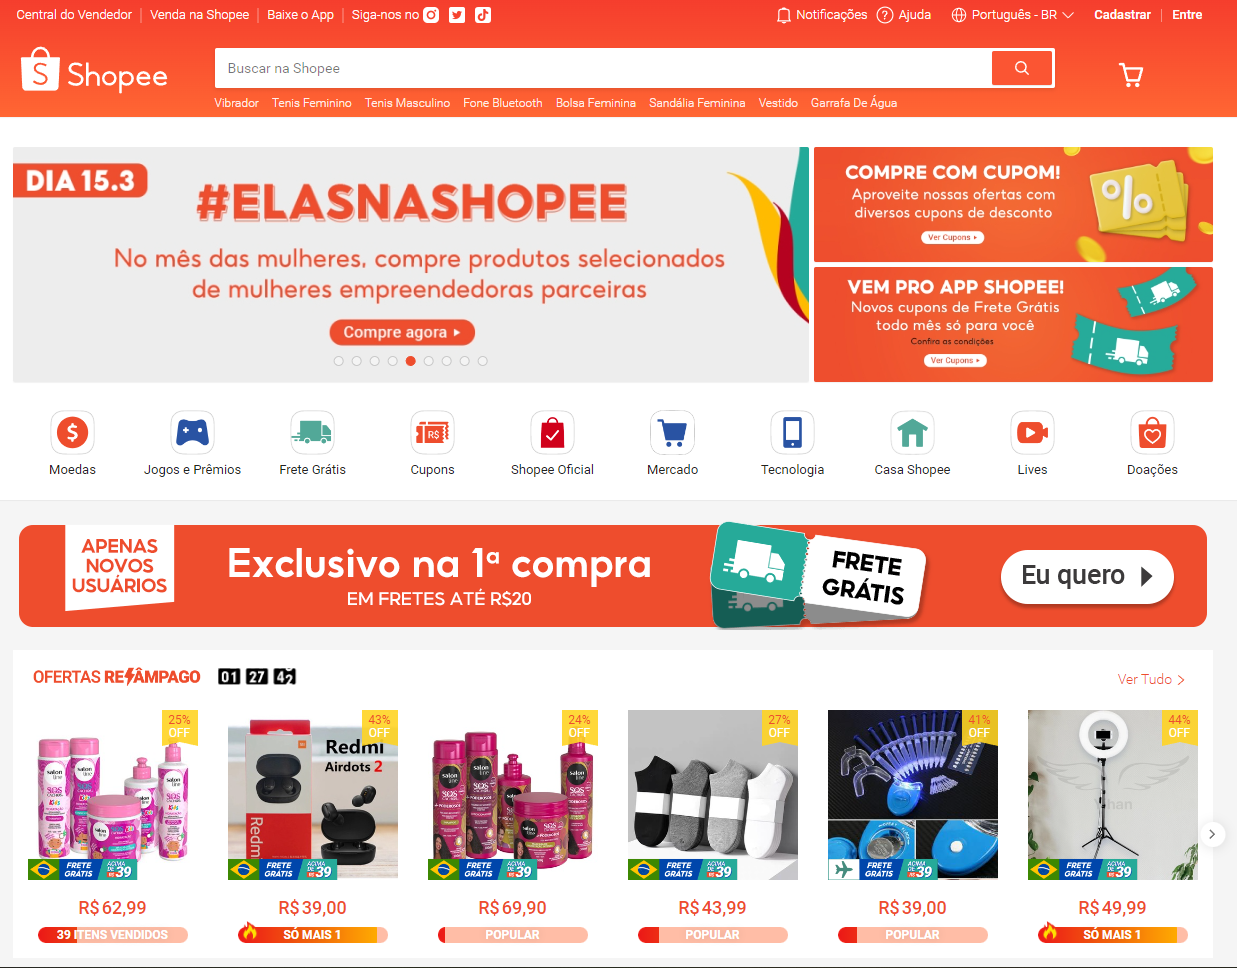 Central do Vendedor | Venda na Shopee | Baixe o App | Siga-nos no
Notificações Ajuda Português - BR Cadastrar | Entre
Shopee
Buscar na Shopee
Vibrador Tenis Feminino Tenis Masculino Fone Bluetooth Bolsa Feminina Sandália Feminina Vestido Garrafa De Água
DIA 15.3
#ELASNASHOPEE
No mês das mulheres, compre produtos selecionados
de mulheres empreendedoras parceiras
Compre agora
COMPRE COM CUPOM!
Aproveite nossas ofertas com
diversos cupons de desconto
Ver Cupons
%
VEM PRO APP SHOPEE!
Novos cupons de Frete Grátis
todo mês só para você
Confira as condições
Ver Cupons
R$
Moedas Jogos e Prêmios Frete Grátis Cupons Shopee Oficial Mercado Tecnologia Casa Shopee Lives Doações
APENAS
NOVOS
USUÁRIOS
Exclusivo na 1ª compra
EM FRETES ATÉ R$20
FRETE
GRÁTIS
Eu quero
OFERTAS RELÂMPAGO 01 27 42
Ver Tudo
25%
OFF
salon line
SOS
Kids
FRETE GRÁTIS ACIMA DE R$39
R$62,99
39 ITENS VENDIDOS
43%
OFF
Redmi
Airdots 2
Redmi
FRETE GRÁTIS ACIMA DE R$39
R$39,00
SÓ MAIS 1
24%
OFF
salon line
SOS
FRETE GRÁTIS ACIMA DE R$39
R$69,90
POPULAR
27%
OFF
FRETE GRÁTIS ACIMA DE R$39
R$43,99
POPULAR
41%
OFF
FRETE GRÁTIS ACIMA DE R$39
R$39,00
POPULAR
44%
OFF
FRETE GRÁTIS ACIMA DE R$39
R$49,99
SÓ MAIS 1